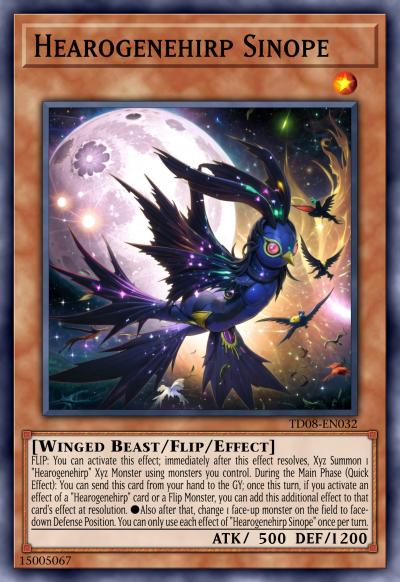 Hearogenehirp Sinope
TD08-EN032
[Winged Beast/Flip/Effect]
FLIP: You can activate this effect; immediately after this effect resolves, Xyz Summon 1
"Hearogenehirp" Xyz Monster using monsters you control. During the Main Phase (Quick
Effect): You can send this card from your hand to the GY; once this turn, if you activate an
effect of a "Hearogenehirp" card or a Flip Monster, you can add this additional effect to that
card's effect at resolution. ●Also after that, change 1 face-up monster on the field to face-
down Defense Position. You can only use each effect of "Hearogenehirp Sinope" once per turn.
ATK/ 500 DEF/1200
15005067